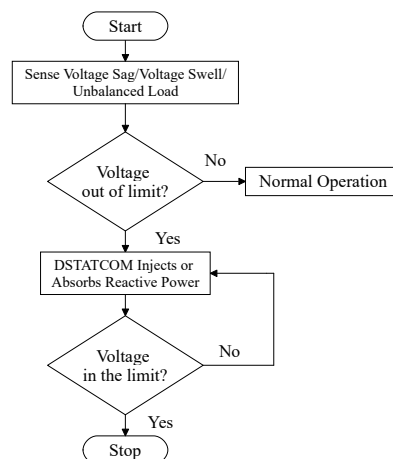 Start
Sense Voltage Sag/Voltage Swell/
Unbalanced Load
Voltage
out of limit?
No
Normal Operation
Yes
DSTATCOM Injects or
Absorbs Reactive Power
Voltage
in the limit?
No
Yes
Stop